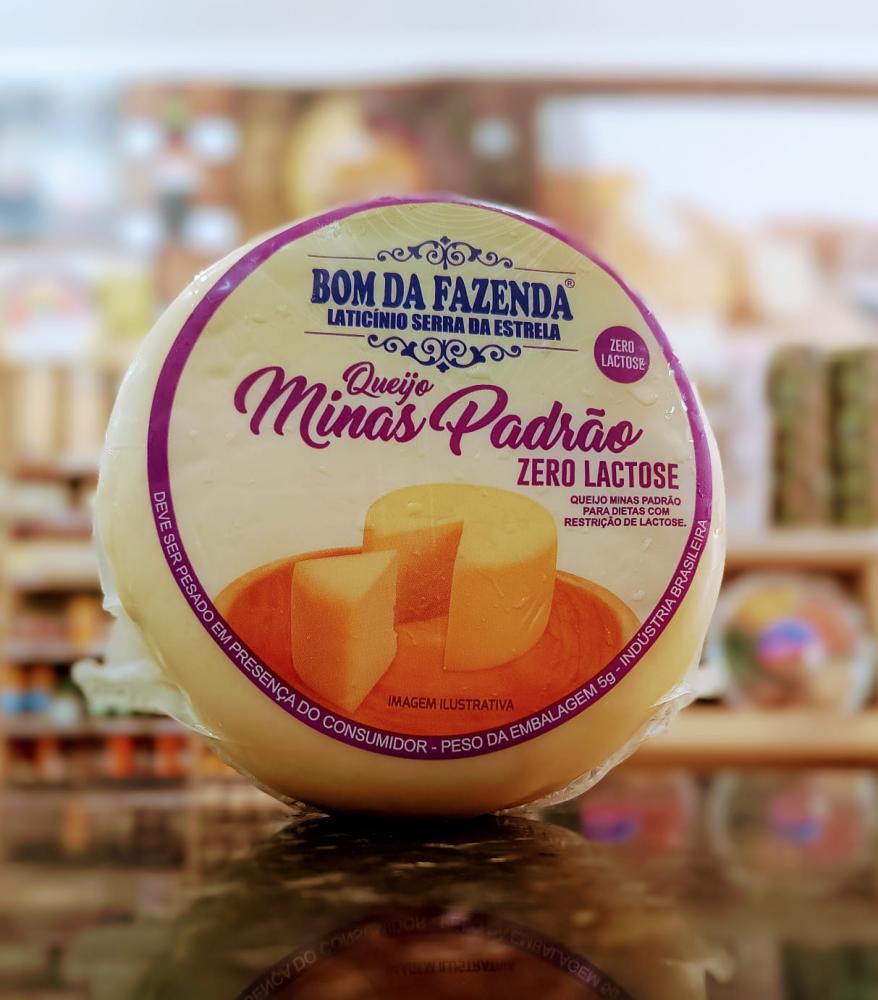 BOM DA FAZENDA®
LATICÍNIO SERRA DA ESTRELA
ZERO
LACTOSE
Queijo
Minas Padrão
ZERO LACTOSE
QUEIJO MINAS PADRÃO
PARA DIETAS COM
RESTRIÇÃO DE LACTOSE.
IMAGEM ILUSTRATIVA
DEVE SER PESADO EM PRESENÇA DO CONSUMIDOR - PESO DA EMBALAGEM 5g - INDÚSTRIA BRASILEIRA